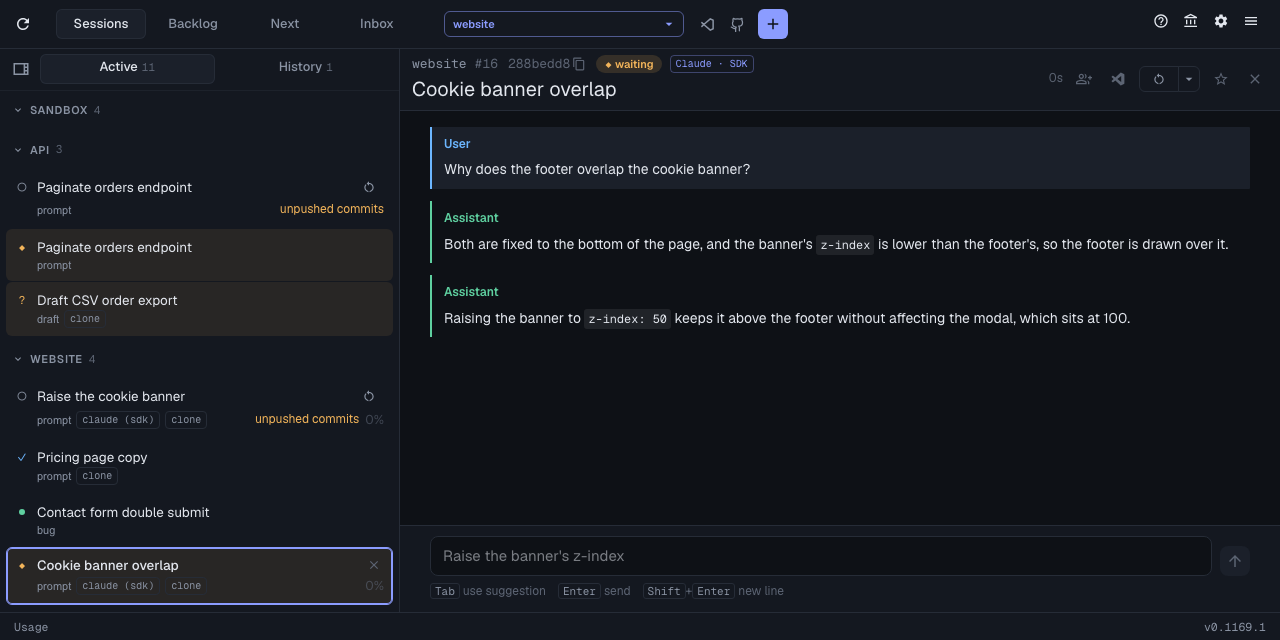 Sessions
Backlog
Next
Inbox
website
Active 11
History 1
SANDBOX 4
API 3
Paginate orders endpoint
prompt
unpushed commits
Paginate orders endpoint
prompt
? Draft CSV order export
draft clone
WEBSITE 4
Raise the cookie banner
prompt claude (sdk) clone
unpushed commits 0%
Pricing page copy
prompt clone
Contact form double submit
bug
Cookie banner overlap
prompt claude (sdk) clone
0%
website #16 288bedd8
waiting
Claude · SDK
Cookie banner overlap
0s
User
Why does the footer overlap the cookie banner?
Assistant
Both are fixed to the bottom of the page, and the banner's z-index is lower than the footer's, so the footer is drawn over it.
Assistant
Raising the banner to z-index: 50 keeps it above the footer without affecting the modal, which sits at 100.
Raise the banner's z-index
Tab use suggestion Enter send Shift+Enter new line
Usage
v0.1169.1